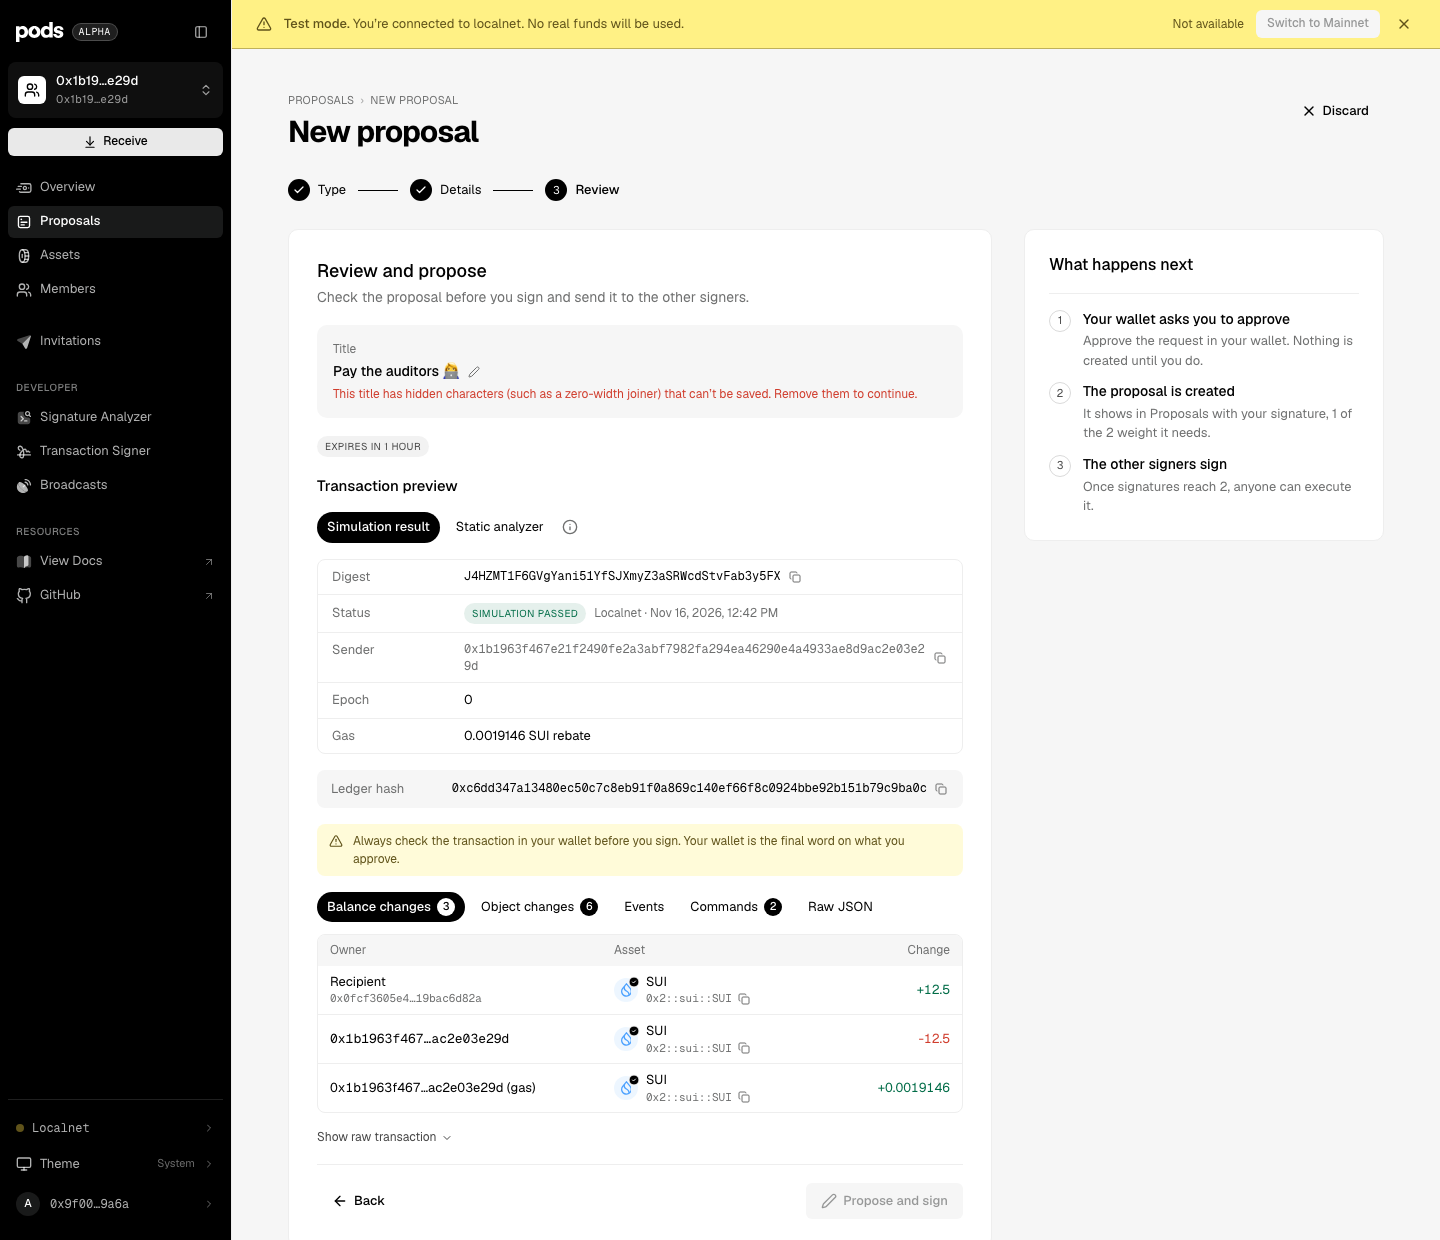 pods ALPHA
0x1b19…e29d
0x1b19…e29d
Receive
Overview
Proposals
Assets
Members
Invitations
DEVELOPER
Signature Analyzer
Transaction Signer
Broadcasts
RESOURCES
View Docs
GitHub
Localnet
Theme System
A 0x9f00…9a6a
Test mode. You're connected to localnet. No real funds will be used.
Not available Switch to Mainnet
PROPOSALS › NEW PROPOSAL
New proposal
Discard
Type Details 3 Review
Review and propose
Check the proposal before you sign and send it to the other signers.
Title
Pay the auditors 🙋‍💻
This title has hidden characters (such as a zero-width joiner) that can't be saved. Remove them to continue.
EXPIRES IN 1 HOUR
Transaction preview
Simulation result Static analyzer
Digest J4HZMT1F6GVgYani51YfSJXmyZ3aSRWcdStvFab3y5FX
Status SIMULATION PASSED Localnet · Nov 16, 2026, 12:42 PM
Sender 0x1b1963f467e21f2490fe2a3abf7982fa294ea46290e4a4933ae8d9ac2e03e2
9d
Epoch 0
Gas 0.0019146 SUI rebate
Ledger hash 0xc6dd347a13480ec50c7c8eb91f0a869c140ef66f8c0924bbe92b151b79c9ba0c
Always check the transaction in your wallet before you sign. Your wallet is the final word on what you
approve.
Balance changes 3 Object changes 6 Events Commands 2 Raw JSON
Owner Asset Change
Recipient SUI +12.5
0x0fcf3605e4…19bac6d82a 0x2::sui::SUI
0x1b1963f467…ac2e03e29d SUI -12.5
0x2::sui::SUI
0x1b1963f467…ac2e03e29d (gas) SUI +0.0019146
0x2::sui::SUI
Show raw transaction
Back Propose and sign
What happens next
1 Your wallet asks you to approve
Approve the request in your wallet. Nothing is
created until you do.
2 The proposal is created
It shows in Proposals with your signature, 1 of
the 2 weight it needs.
3 The other signers sign
Once signatures reach 2, anyone can execute
it.